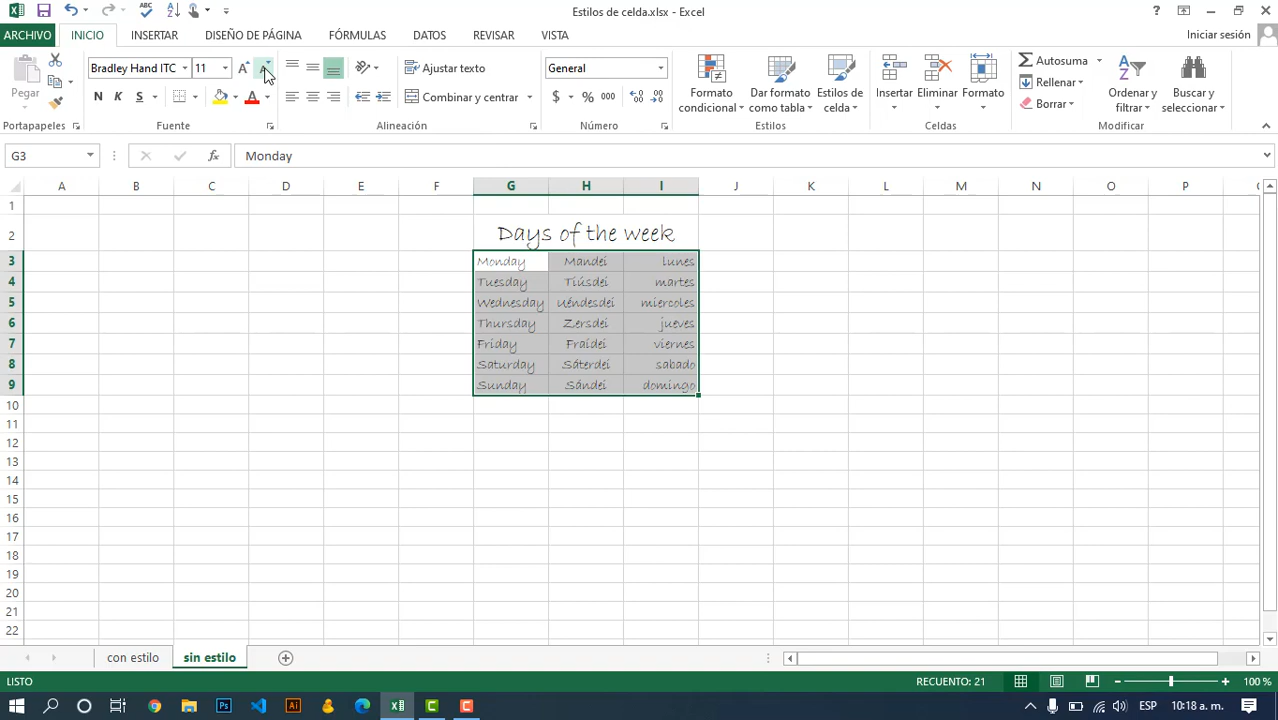 Estilos de celda.xlsx - Excel
ARCHIVO INICIO INSERTAR DISEÑO DE PÁGINA FÓRMULAS DATOS REVISAR VISTA Iniciar sesión
Pegar
Bradley Hand ITC 11
N K S
Ajustar texto
Combinar y centrar
General
$ % 000
Formato condicional
Dar formato como tabla
Estilos de celda
Insertar Eliminar Formato
Autosuma
Rellenar
Borrar
Ordenar y filtrar
Buscar y seleccionar
Portapapeles Fuente Alineación Número Estilos Celdas Modificar
G3 fx Monday
A B C D E F G H I J K L M N O P
1
2 Days of the week
3 Monday Mandei lunes
4 Tuesday Tiúsdei martes
5 Wednesday Uéndesdei miercoles
6 Thursday Zersdei jueves
7 Friday Fraídei viernes
8 Saturday Sáterdei sabado
9 Sunday Sándei domingo
10
11
12
13
14
15
16
17
18
19
20
21
22
con estilo sin estilo
LISTO RECUENTO: 21 100 %
ESP 10:18 a. m.